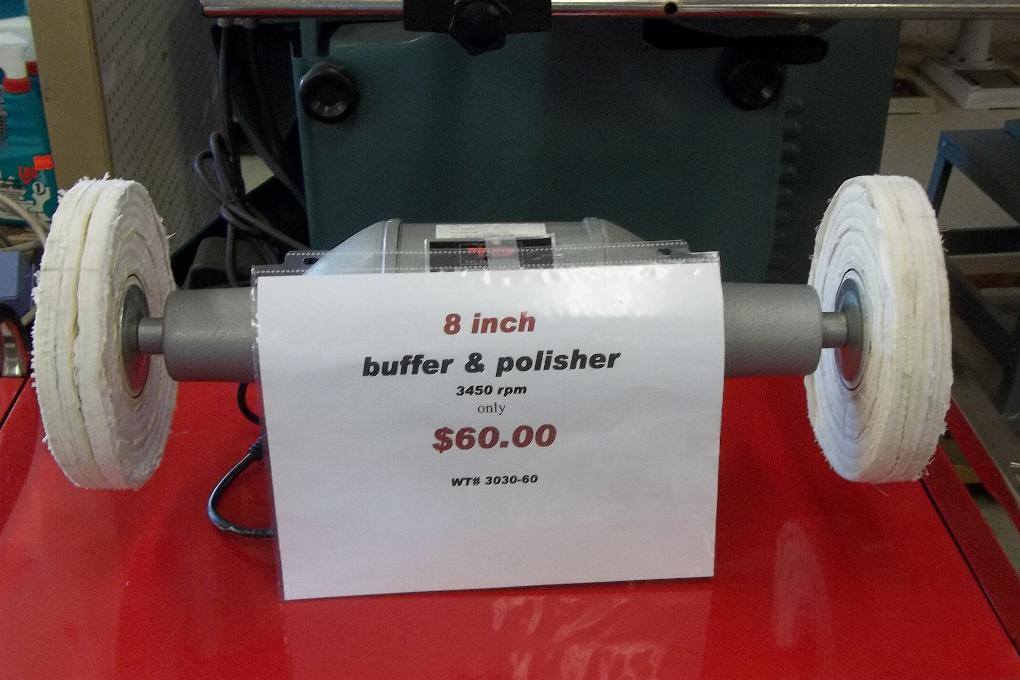 8 inch
buffer & polisher
3450 rpm
only
$60.00
WT# 3030-60